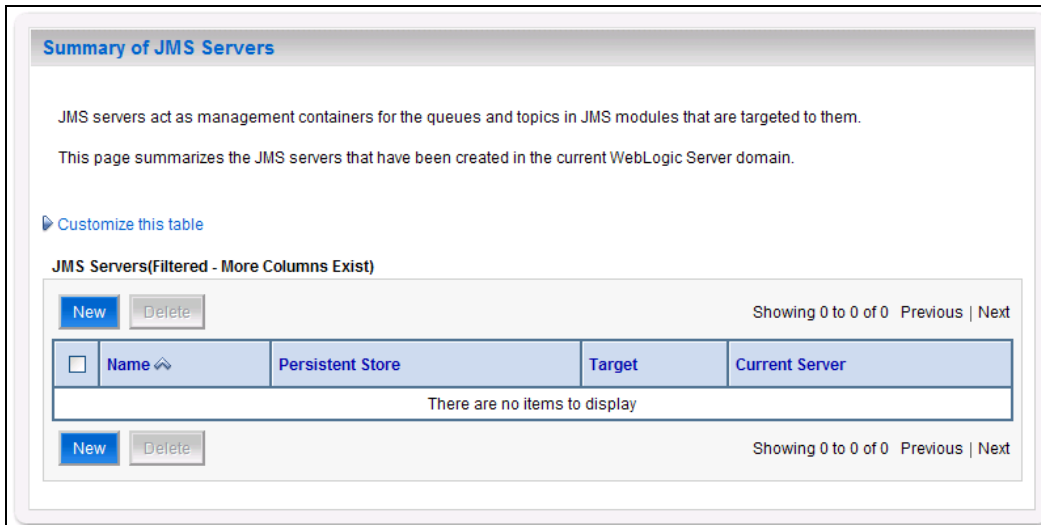 Summary of JMS Servers
JMS servers act as management containers for the queues and topics in JMS modules that are targeted to them.
This page summarizes the JMS servers that have been created in the current WebLogic Server domain.
Customize this table
JMS Servers(Filtered - More Columns Exist)
New Delete Showing 0 to 0 of 0 Previous | Next
Name Persistent Store Target Current Server
There are no items to display
New Delete Showing 0 to 0 of 0 Previous | Next